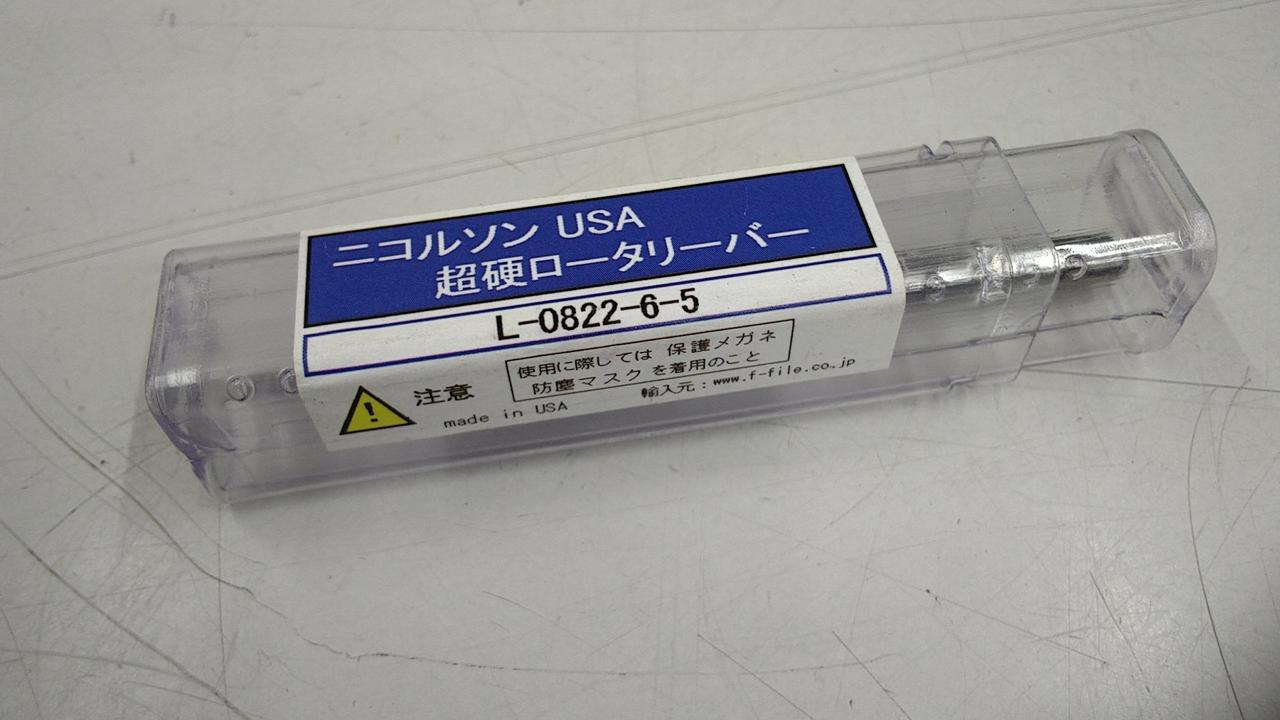 ニコルソン USA
超硬ロータリーバー
L-0822-6-5
注意
使用に際しては 保護メガネ
防塵マスク を着用のこと
made in USA
輸入元：www.f-file.co.jp